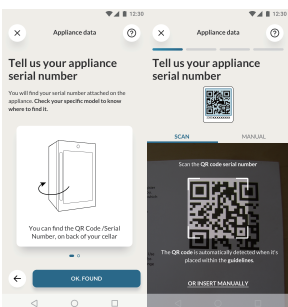 12:30
Appliance data
Tell us your appliance
serial number
You will find your serial number attached on the
appliance. Check your specific model to know
where to find it.
You can find the QR Code /Serial
Number, on back of your cellar
OK, FOUND
12:30
Appliance data
Tell us your appliance
serial number
SCAN
MANUAL
Scan the QR code serial number
The QR code is automatically detected when it's
placed within the guidelines.
OR INSERT MANUALLY